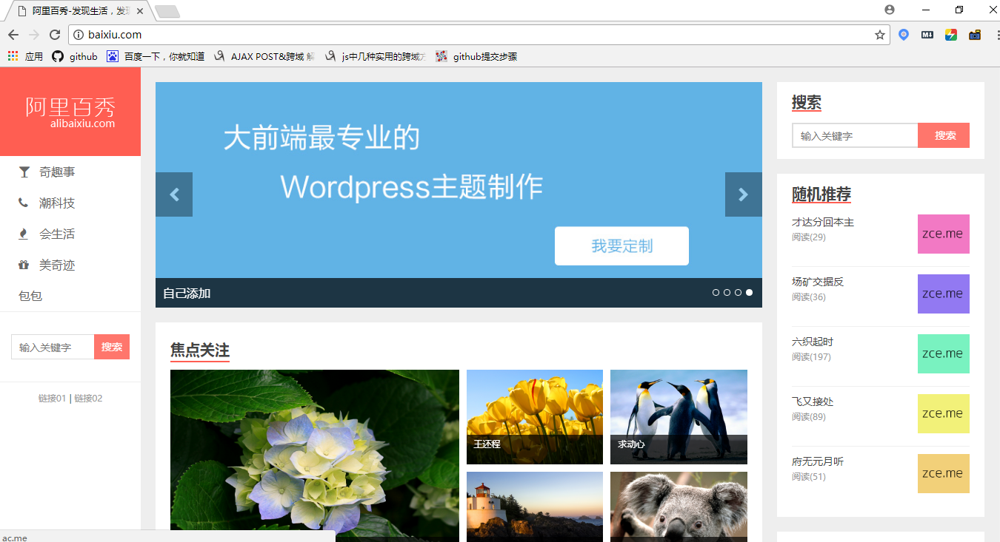 阿里百秀-发现生活，发现
baixiu.com
应用 github 百度一下，你就知道 AJAX POST&跨域 解 js中几种实用的跨域方 github提交步骤
阿里百秀
alibaixiu.com
奇趣事
潮科技
会生活
美奇迹
包包
输入关键字 搜索
链接01 | 链接02
大前端最专业的
Wordpress主题制作
我要定制
自己添加
焦点关注
王还程
求动心
搜索
输入关键字 搜索
随机推荐
才达分回本主
阅读(29)
zce.me
场矿交据反
阅读(36)
zce.me
六织起时
阅读(197)
zce.me
飞又接处
阅读(89)
zce.me
府无元月听
阅读(51)
zce.me
ac.me